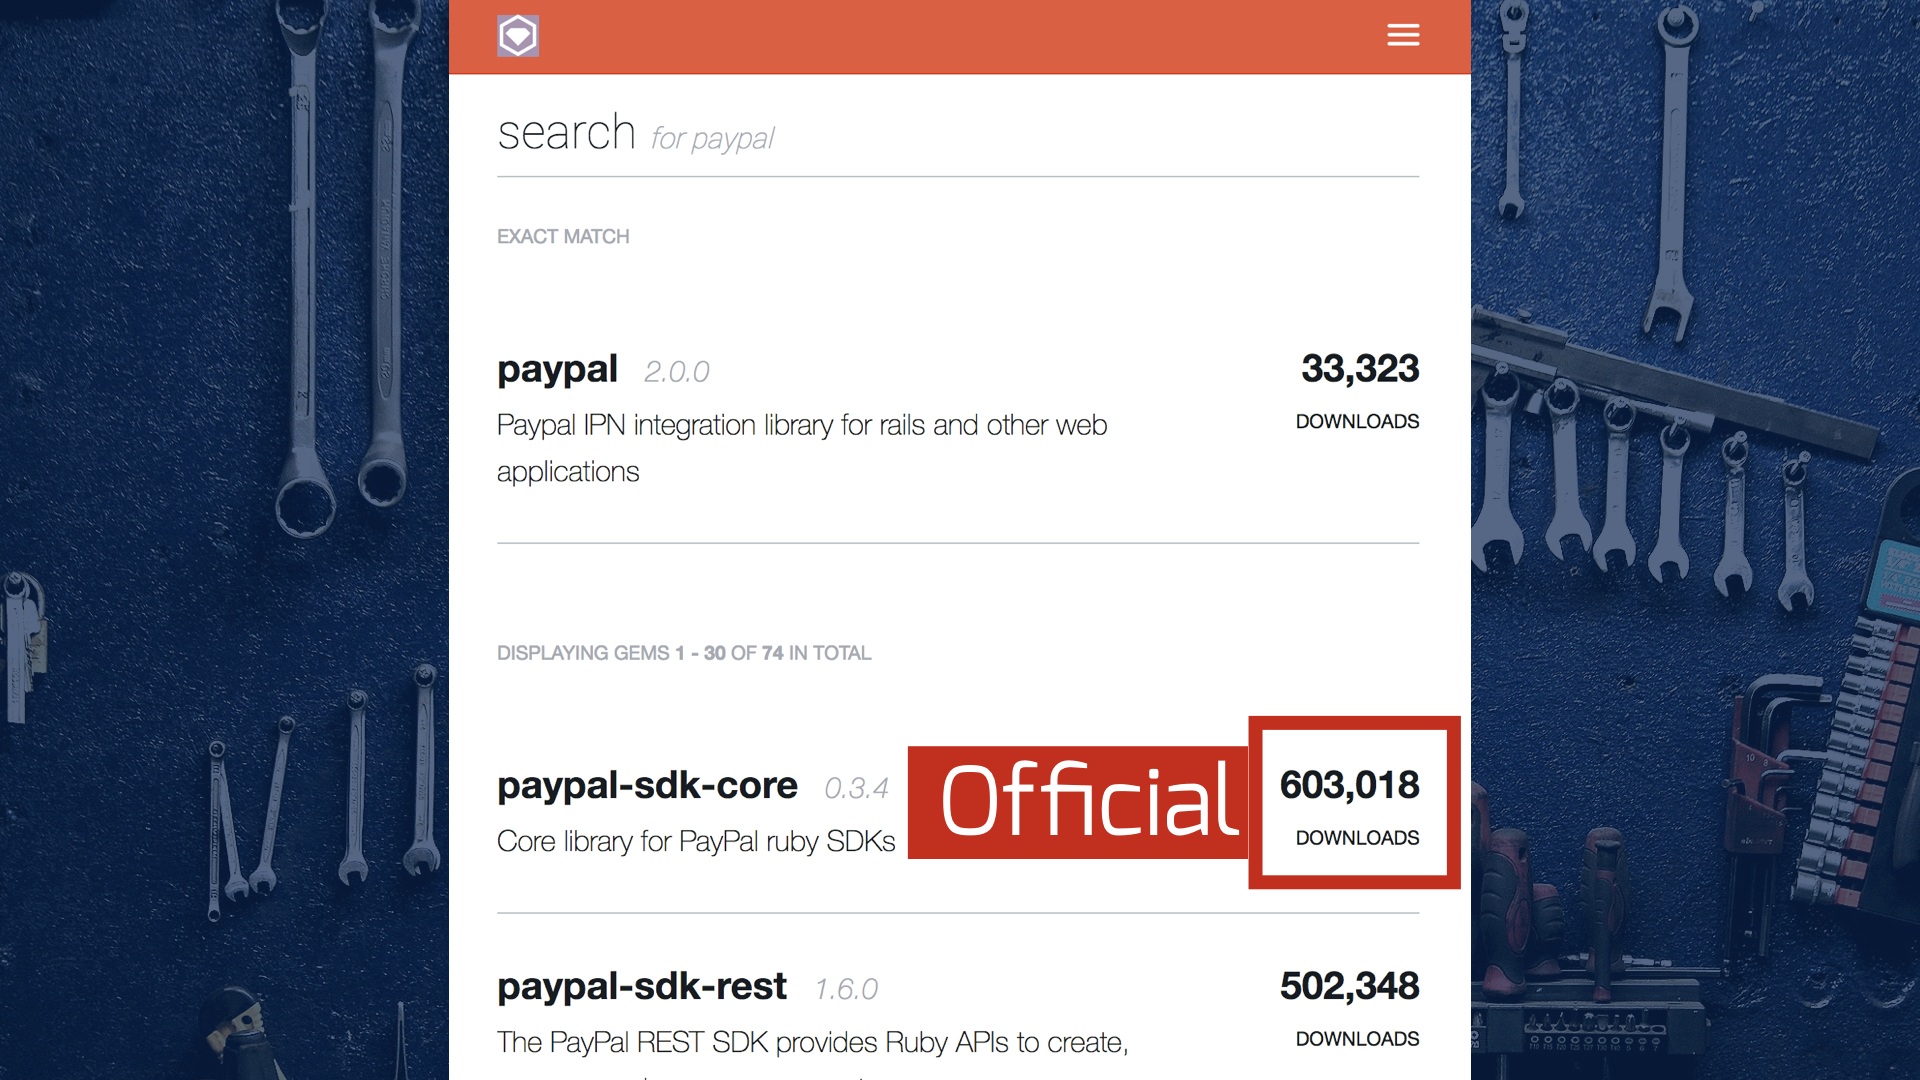 search for paypal
EXACT MATCH
paypal 2.0.0 33,323
Paypal IPN integration library for rails and other web DOWNLOADS
applications
DISPLAYING GEMS 1 - 30 OF 74 IN TOTAL
paypal-sdk-core 0.3.4 Official 603,018
Core library for PayPal ruby SDKs DOWNLOADS
paypal-sdk-rest 1.6.0 502,348
The PayPal REST SDK provides Ruby APIs to create, DOWNLOADS